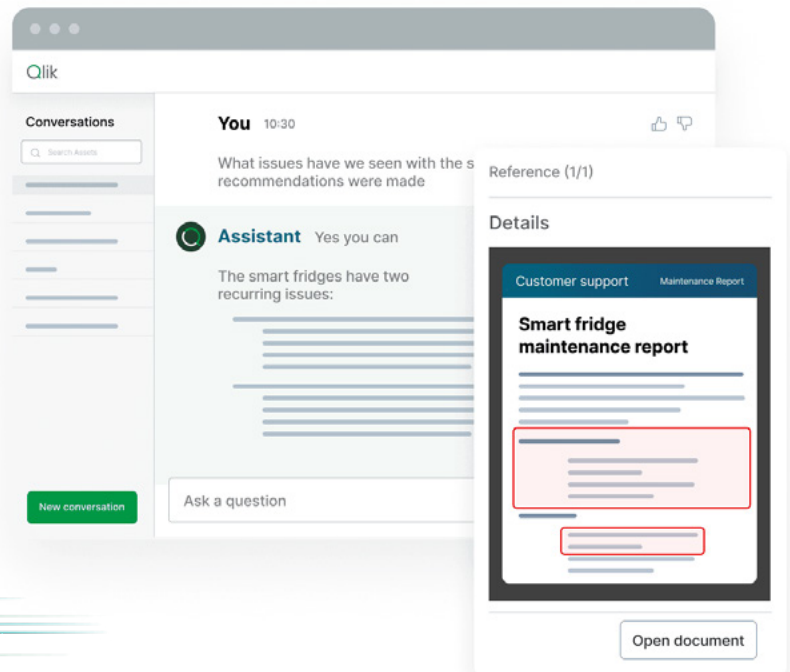 Qlik
Conversations
Search Assets
New conversation
You 10:30
What issues have we seen with the s
recommendations were made
Assistant Yes you can
The smart fridges have two
recurring issues:
Ask a question
Reference (1/1)
Details
Customer support Maintenance Report
Smart fridge
maintenance report
Open document